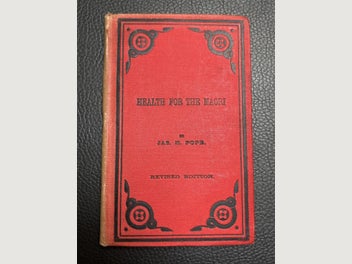 HEALTH FOR THE MAORI
BY
JAS. H. POPE.
REVISED EDITION.